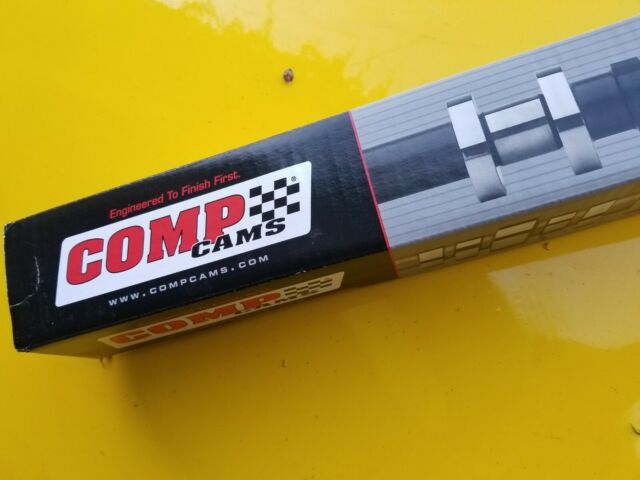 Engineered To Finish First.
COMP
CAMS
®
WWW.COMPCAMS.COM
COMP
CAMS